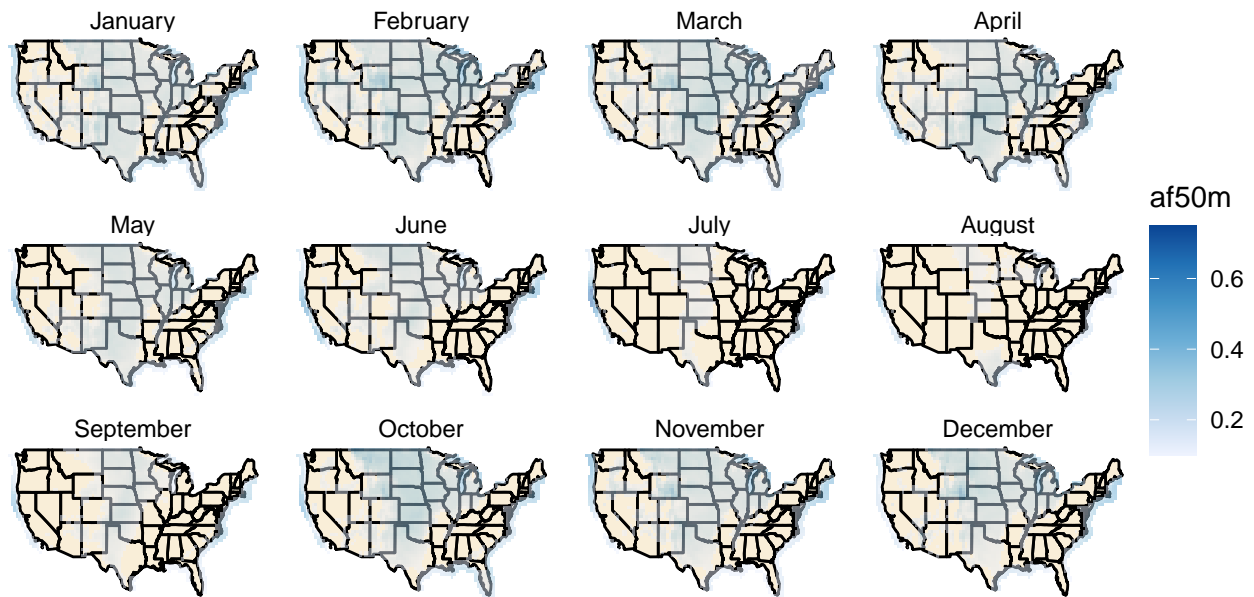 January
February
March
April
May
June
July
August
September
October
November
December
af50m
0.6
0.4
0.2